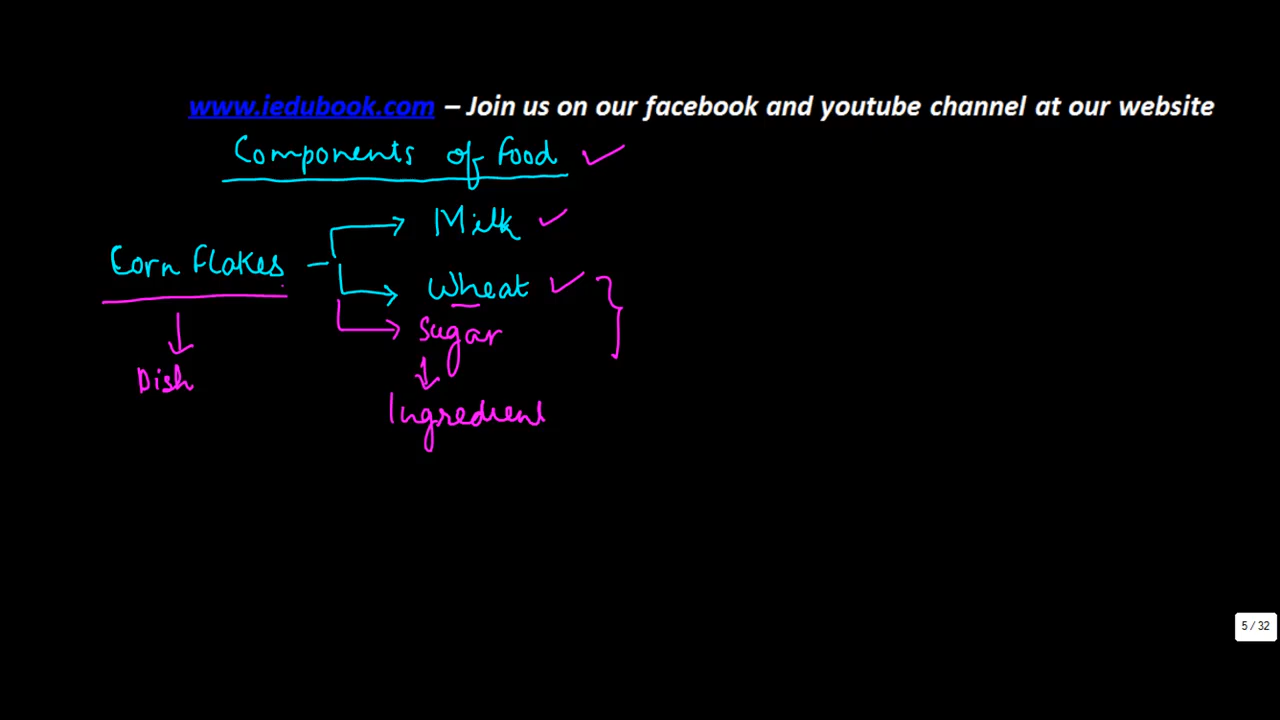 www.iedubook.com – Join us on our facebook and youtube channel at our website
Components of food
Milk
Corn Flakes
Wheat
Sugar
Dish
Ingredient
5 / 32